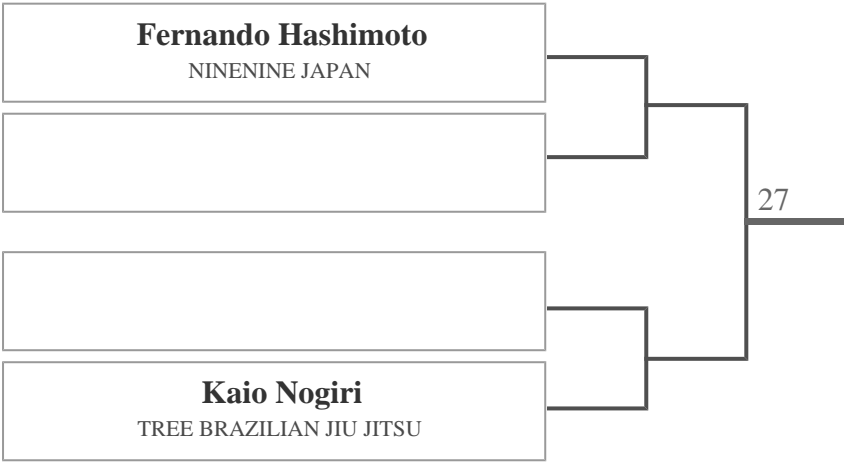 Fernando Hashimoto
NINENINE JAPAN
27
Kaio Nogiri
TREE BRAZILIAN JIU JITSU